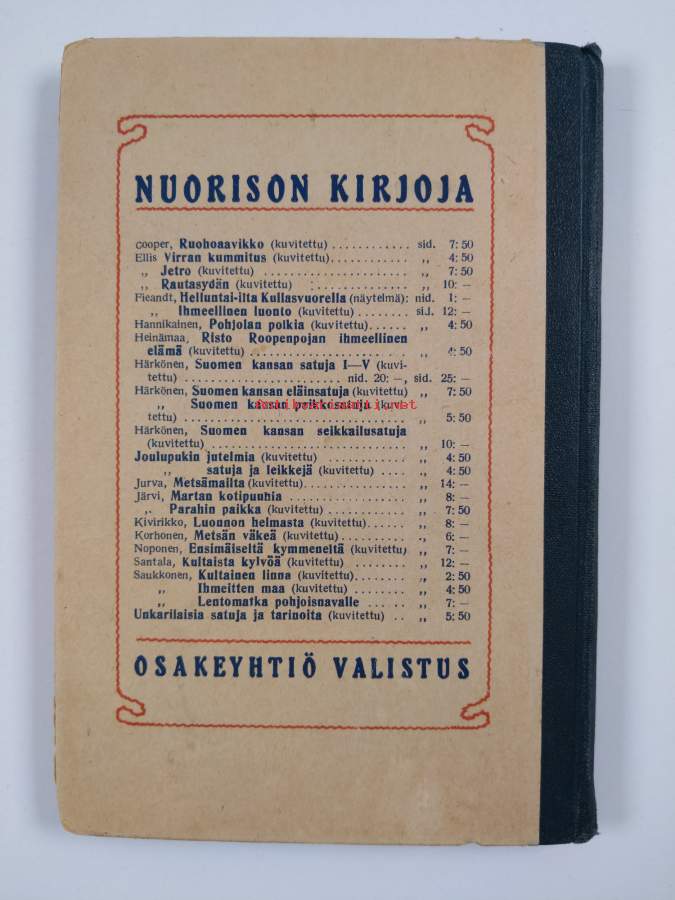 NUORISON KIRJOJA
Cooper, Ruohoaavikko (kuvitettu) ............ sid. 7: 50
Ellis Virran kummitus (kuvitettu)............ „ 4: 50
„ Jetro (kuvitettu) ...................... „ 7: 50
„ Rautasydän (kuvitettu) :.............. „ 10: —
Fieandt, Helluntai-ilta Kullasvuorella (näytelmä): nid. 1: —
„ Ihmeellinen luonto (kuvitettu) ........ sid. 12: —
Hannikainen, Pohjolan poikia (kuvitettu)...... „ 4: 50
Heinämaa, Risto Roopenpojan ihmeellinen
elämä (kuvitettu) ........................ „ 4: 50
Härkönen, Suomen kansan satuja I—V (kuvi-
tettu) ........................ nid. 20: —, sid. 25: —
Härkönen, Suomen kansan eläinsatuja (kuvitettu) „ 7: 50
„ Suomen kansan peikkosatuja (kuvi-
tettu) .................................. „ 5: 50
Härkönen, Suomen kansan seikkailusatuja
(kuvitettu) .............................. „ 10: —
Joulupukin jutelmia (kuvitettu) ............ „ 4: 50
„ satuja ja leikkejä (kuvitettu) .... „ 4: 50
Jurva, Metsämailta (kuvitettu)................ „ 14: —
Järvi, Martan kotipuuhia .................. „ 8: —
„ Parahin paikka (kuvitettu) ............ „ 7: 50
Kivirikko, Luonnon helmasta (kuvitettu)...... „ 8: —
Korhonen, Metsän väkeä (kuvitettu) .......... „ 6: —
Noponen, Ensimäiseltä kymmeneltä (kuvitettu) „ 7: —
Santala, Kultaista kylvöä (kuvitettu) ........ „ 12: —
Saukkonen, Kultainen linna (kuvitettu)........ „ 2: 50
„ Ihmeitten maa (kuvitettu) ........ „ 4: 50
„ Lentomatka pohjoisnavalle ... .. „ 7: —
Unkarilaisia satuja ja tarinoita (kuvitettu) .. „ 5: 50
OSAKEYHTIÖ VALISTUS